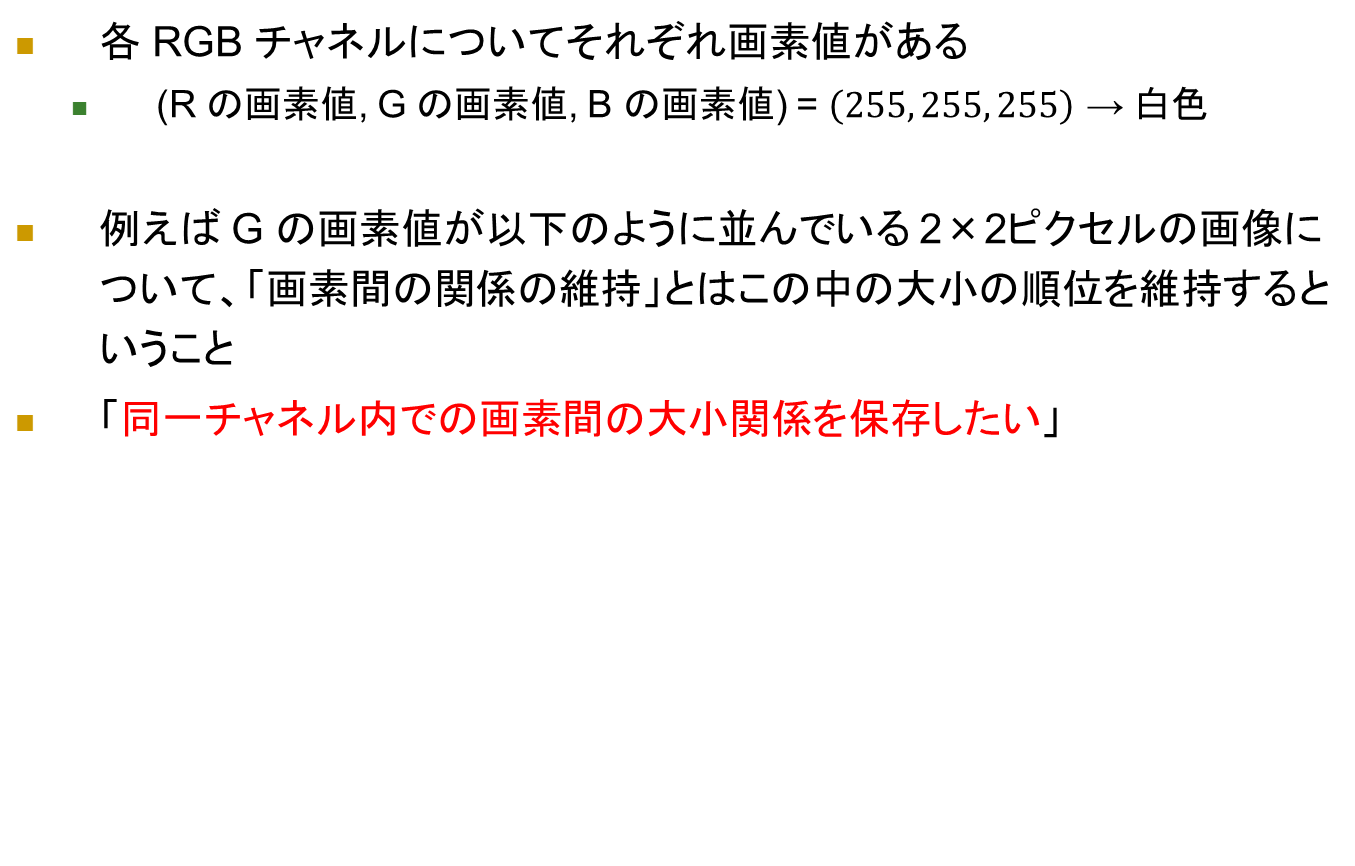 各 RGB チャネルについてそれぞれ画素値がある
(R の画素値, G の画素値, B の画素値) = (255, 255, 255) → 白色
例えば G の画素値が以下のように並んでいる2×2ピクセルの画像に
ついて、「画素間の関係の維持」とはこの中の大小の順位を維持すると
いうこと
「同一チャネル内での画素間の大小関係を保存したい」